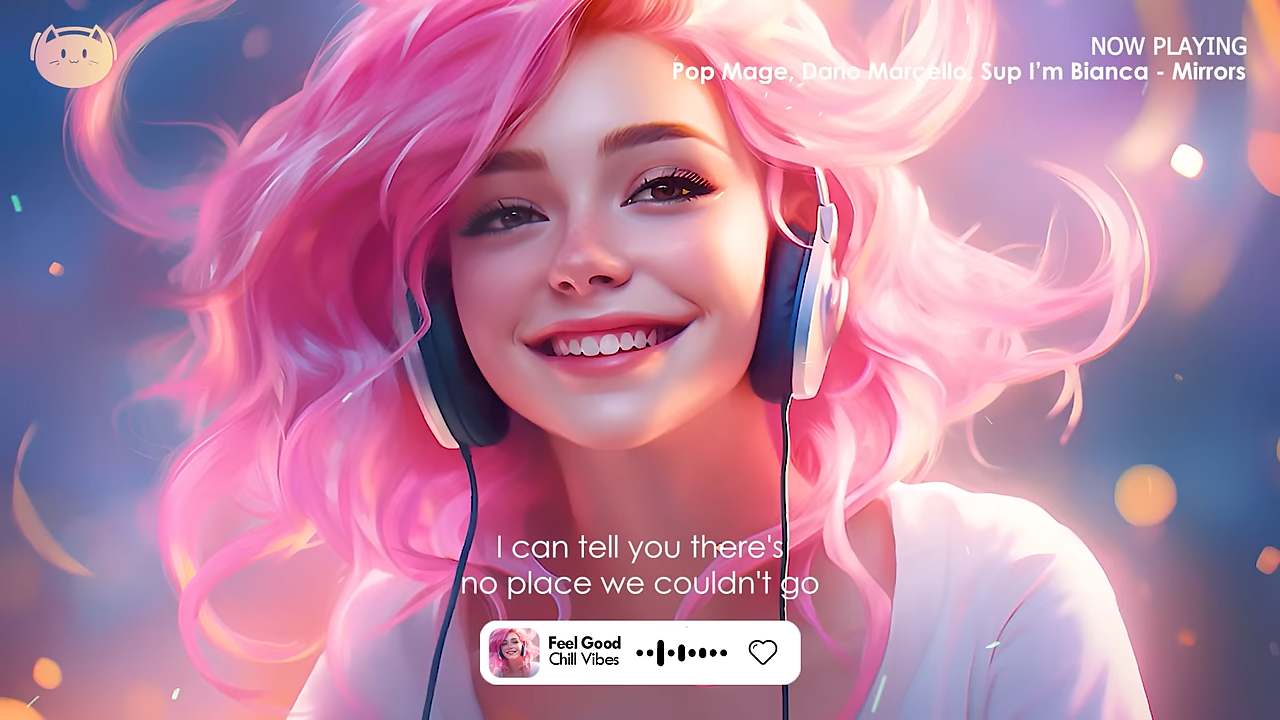 NOW PLAYING
Pop Mage, Dario Marcello, Sup I’m Bianca - Mirrors
I can tell you there's
no place we couldn't go
Feel Good
Chill Vibes